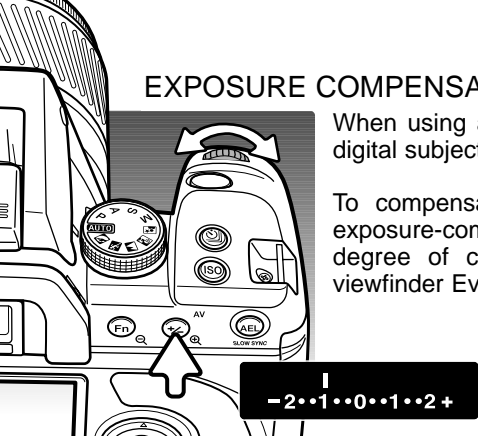 EXPOSURE COMPENSA
When using a
digital subject
To compensa
exposure-con
degree of c
viewfinder Ev
P A S M
AUTO
ISO
AV
Fn
+/-
AEL
SLOW SYNC
–2••1••0••1••2+